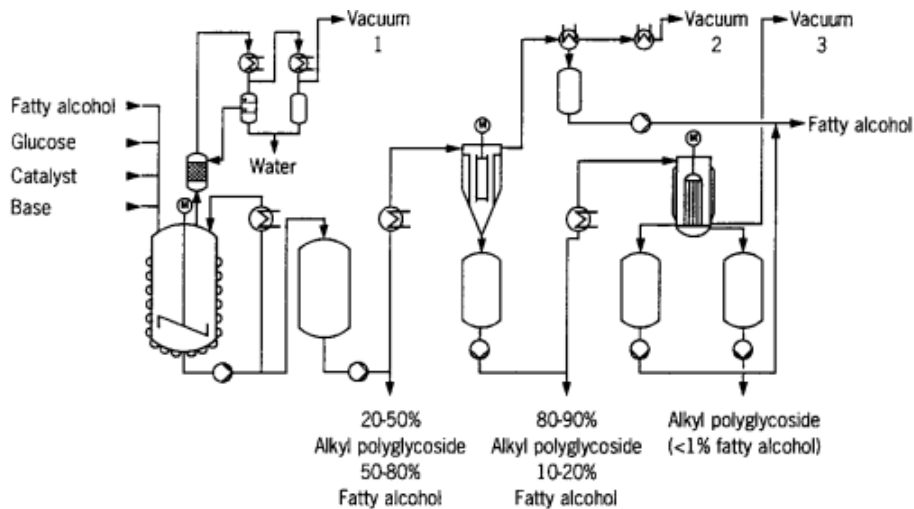 Vacuum
1
Vacuum
2
Vacuum
3
Fatty alcohol
Glucose
Catalyst
Base
Water
M
M
M
Fatty alcohol
20-50%
Alkyl polyglycoside
50-80%
Fatty alcohol
80-90%
Alkyl polyglycoside
10-20%
Fatty alcohol
Alkyl polyglycoside
(<1% fatty alcohol)